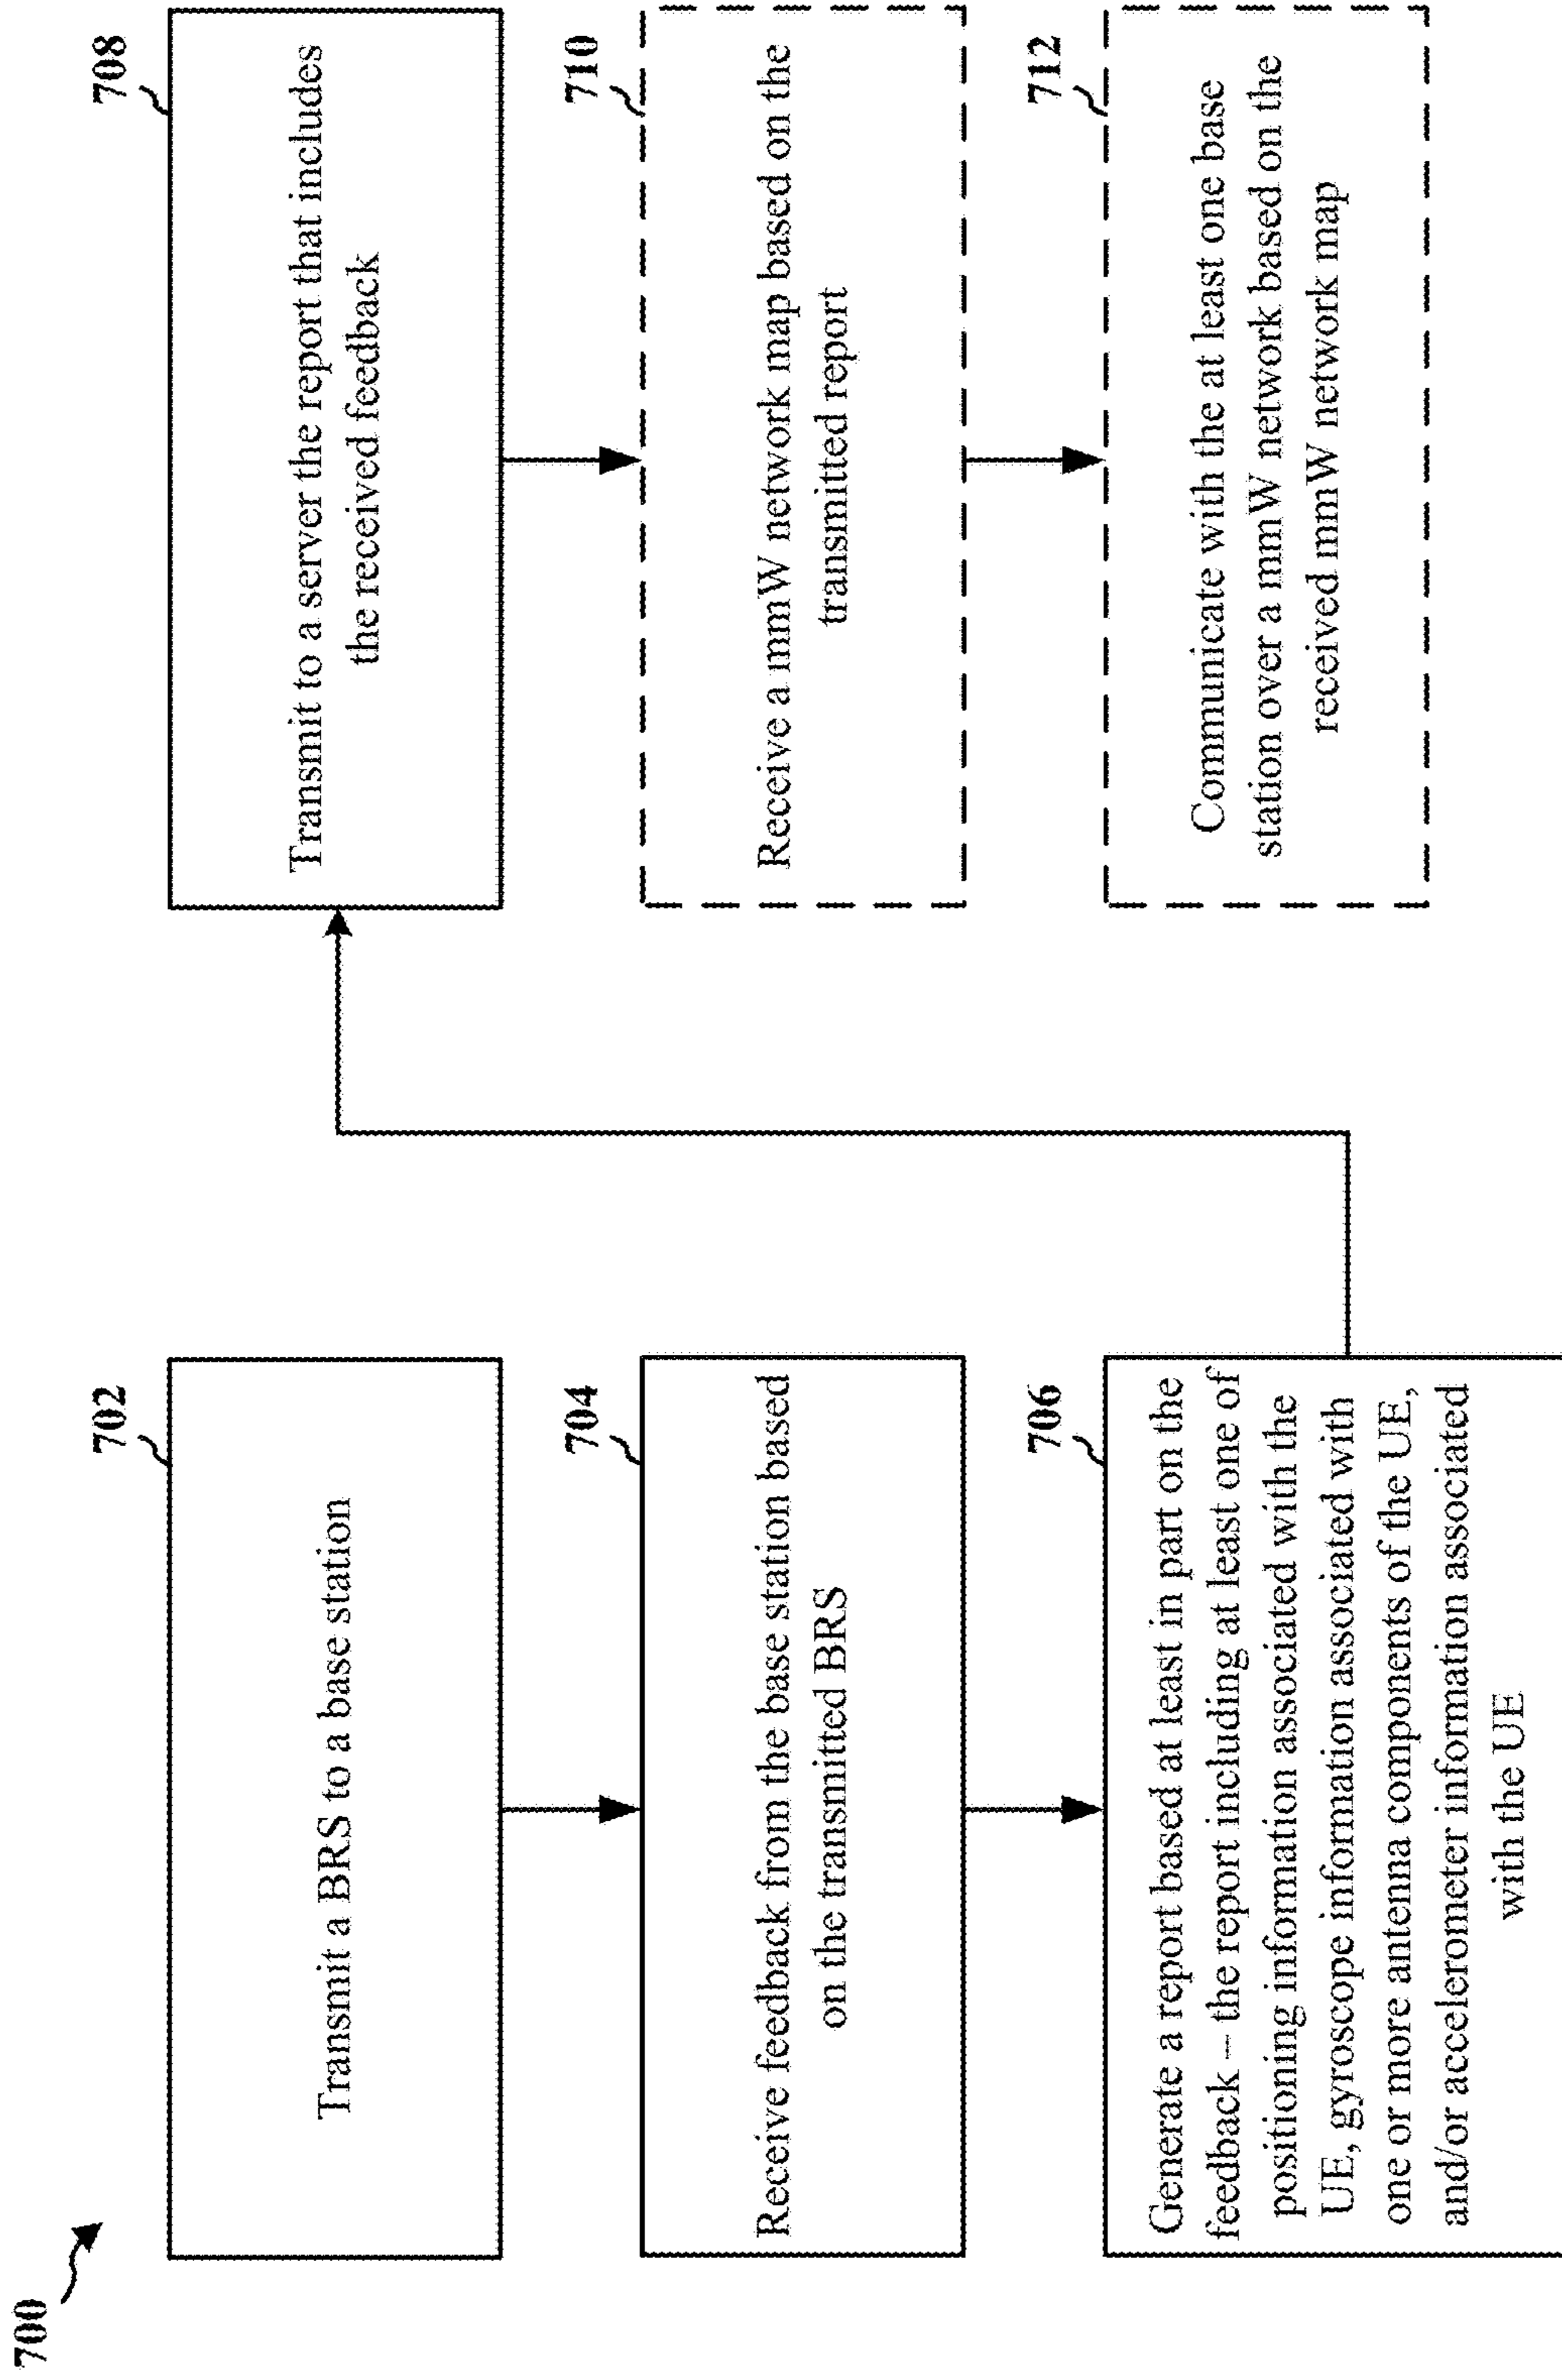 700
702
Transmit a BRS to a base station
704
Receive feedback from the base station based
on the transmitted BRS
706
Generate a report based at least in part on the
feedback – the report including at least one of
positioning information associated with the
UE, gyroscope information associated with
one or more antenna components of the UE,
and/or accelerometer information associated
with the UE
708
Transmit to a server the report that includes
the received feedback
710
Receive a mmW network map based on the
transmitted report
712
Communicate with the at least one base
station over a mmW network based on the
received mmW network map